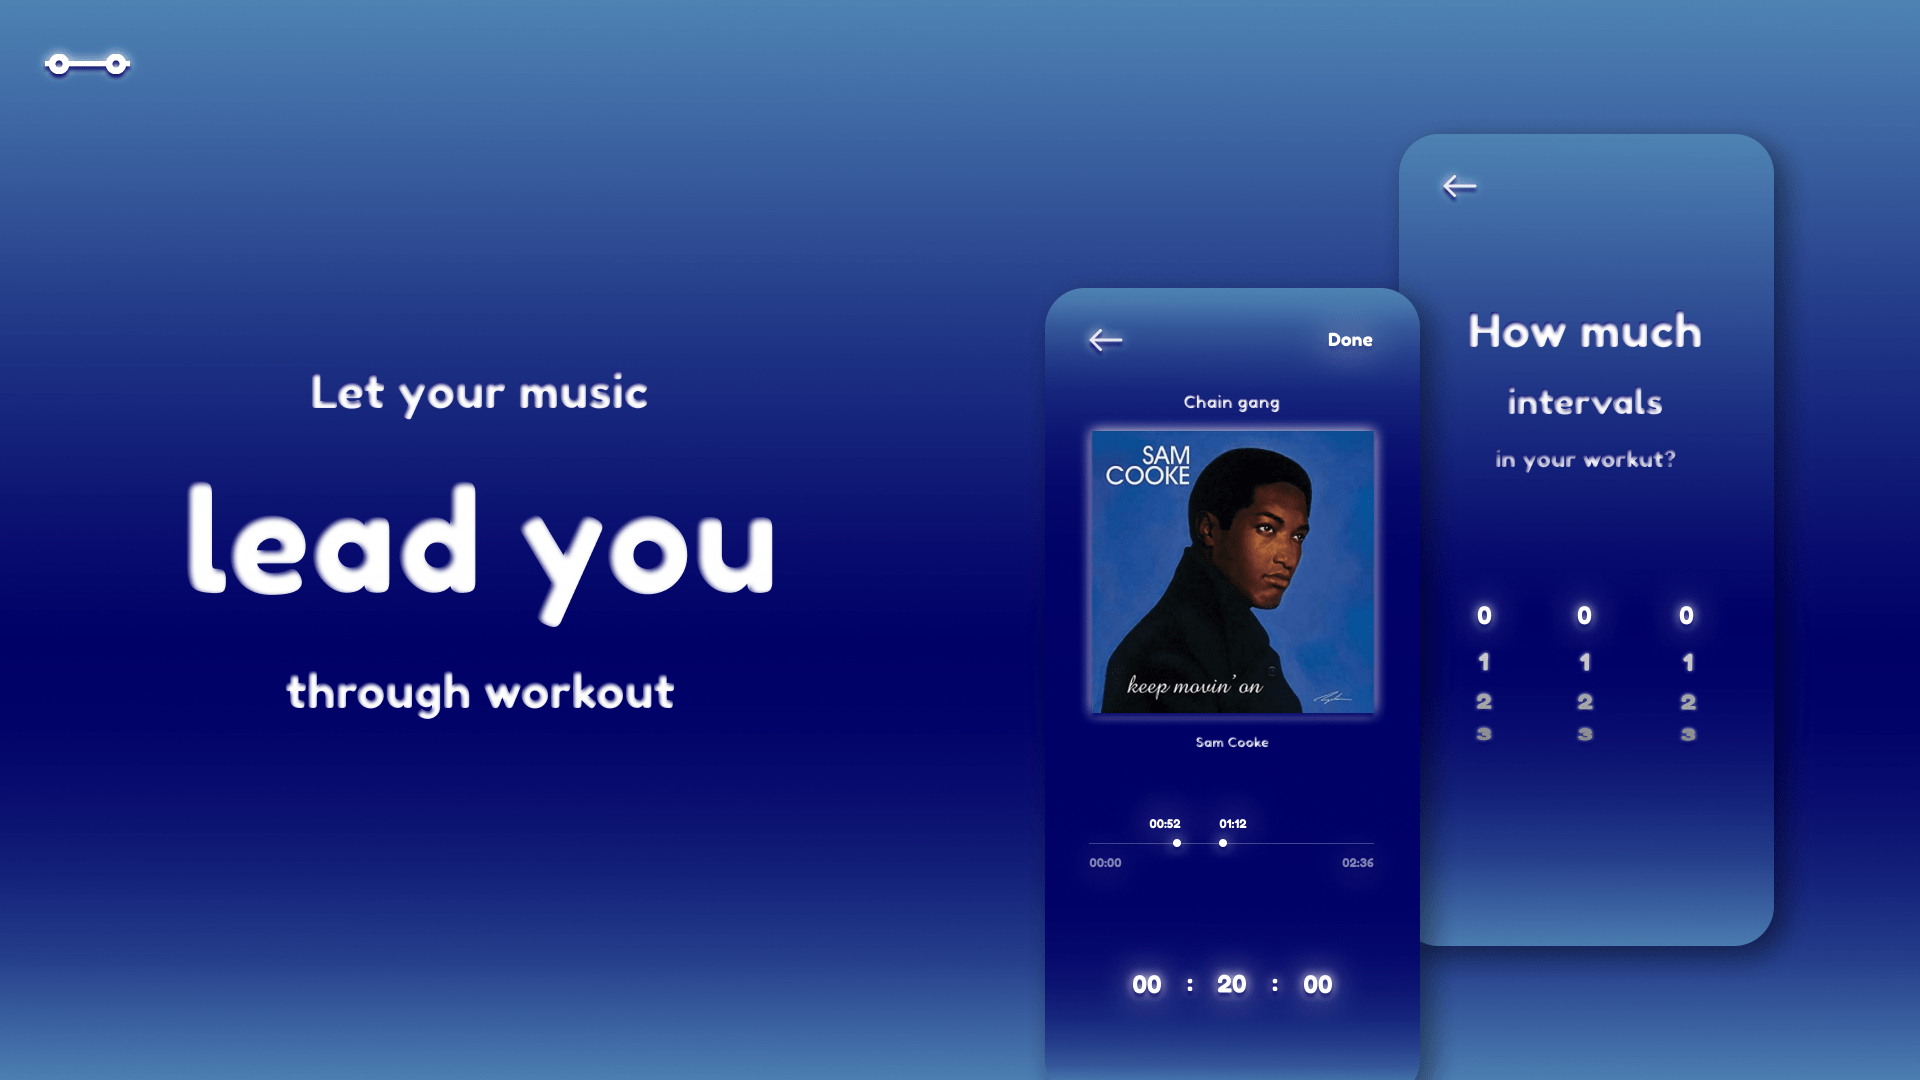 Let your music
lead you
through workout
Done
Chain gang
SAM
COOKE
keep movin' on
Sam Cooke
00:52 01:12
00:00 02:36
00 : 20 : 00
How much
intervals
in your workut?
0 0 0
1 1 1
2 2 2
3 3 3